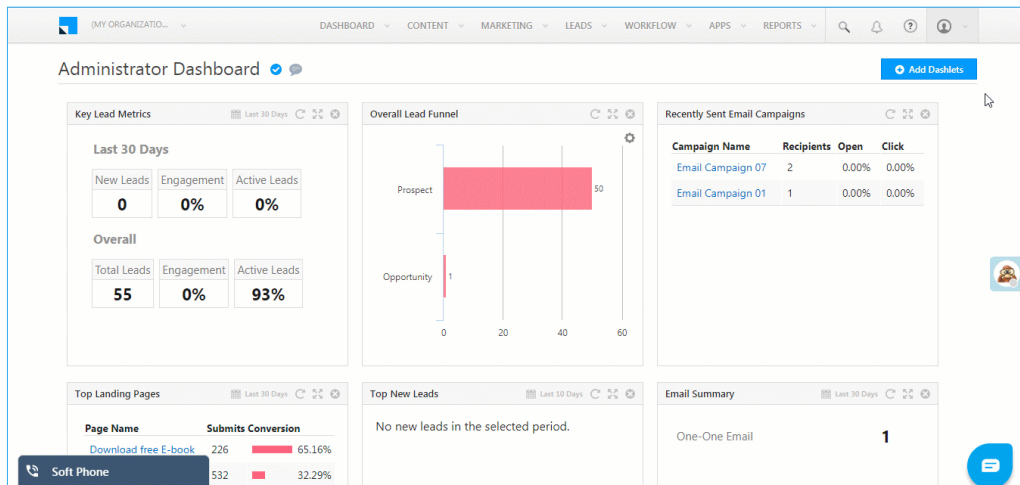 (MY ORGANIZATIO... DASHBOARD CONTENT MARKETING LEADS WORKFLOW APPS REPORTS
Administrator Dashboard
Add Dashlets
Key Lead Metrics Last 30 Days
Last 30 Days
New Leads Engagement Active Leads
0 0% 0%
Overall
Total Leads Engagement Active Leads
55 0% 93%
Overall Lead Funnel
Prospect 50
Opportunity 1
0 20 40 60
Recently Sent Email Campaigns
Campaign Name Recipients Open Click
Email Campaign 07 2 0.00% 0.00%
Email Campaign 01 1 0.00% 0.00%
Top Landing Pages Last 30 Days
Page Name Submits Conversion
Download free E-book 226 65.16%
532 32.29%
Top New Leads Last 10 Days
No new leads in the selected period.
Email Summary Last 30 Days
One-One Email 1
Soft Phone